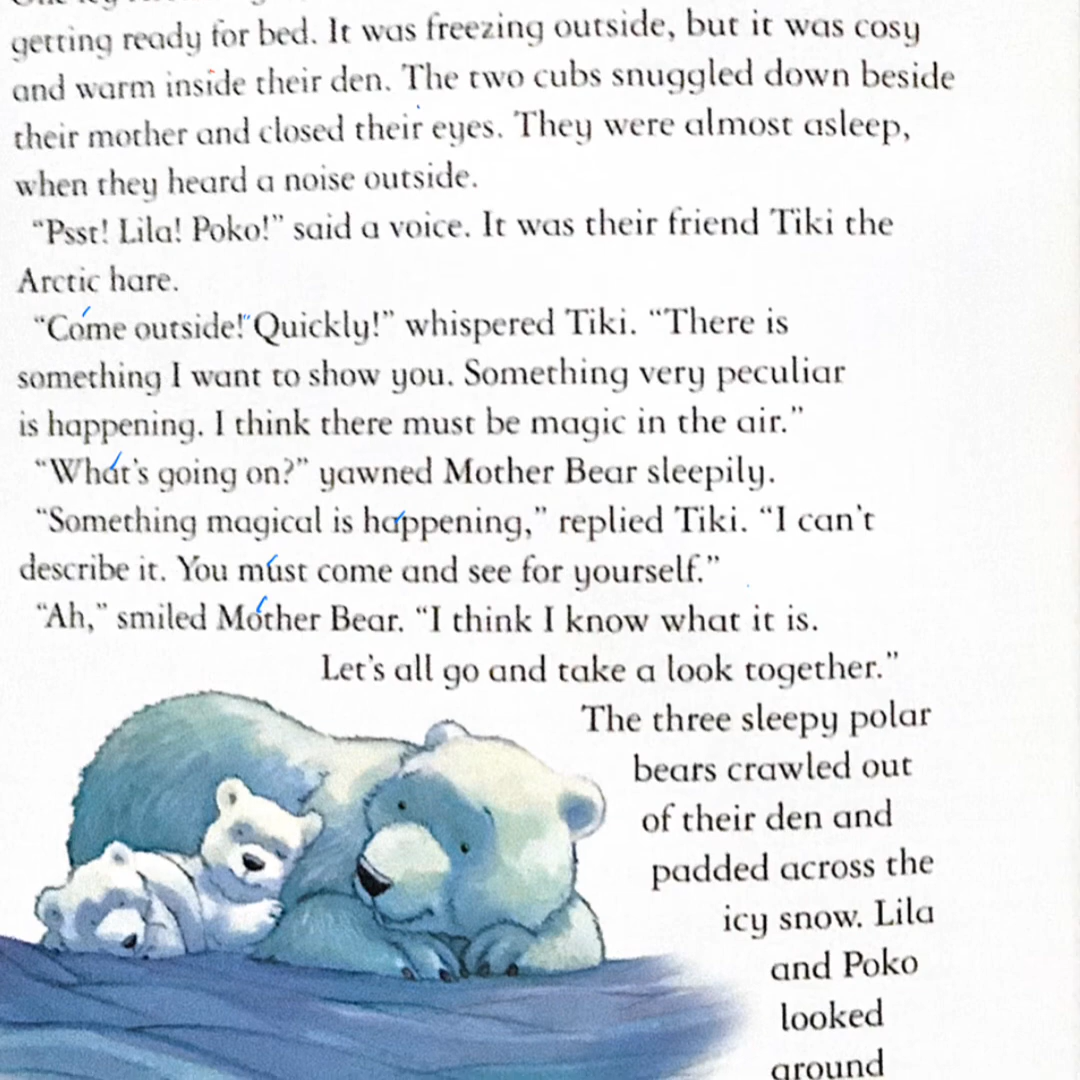 getting ready for bed. It was freezing outside, but it was cosy
and warm inside their den. The two cubs snuggled down beside
their mother and closed their eyes. They were almost asleep,
when they heard a noise outside.
“Psst! Lila! Poko!” said a voice. It was their friend Tiki the
Arctic hare.
“Come outside! Quickly!” whispered Tiki. “There is
something I want to show you. Something very peculiar
is happening. I think there must be magic in the air.”
“What’s going on?” yawned Mother Bear sleepily.
“Something magical is happening,” replied Tiki. “I can’t
describe it. You must come and see for yourself.”
“Ah,” smiled Mother Bear. “I think I know what it is.
Let’s all go and take a look together.”
The three sleepy polar
bears crawled out
of their den and
padded across the
icy snow. Lila
and Poko
looked
around